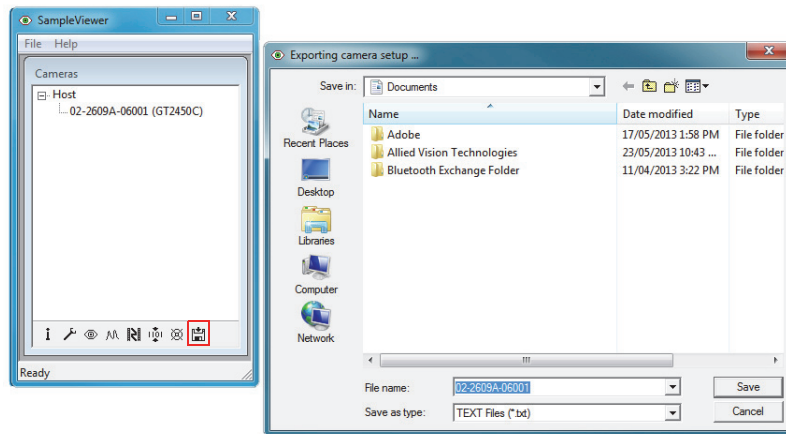 SampleViewer
File Help
Cameras
Host
02-2609A-06001 (GT2450C)
Ready
Exporting camera setup ...
Save in: Documents
Name Date modified Type
Adobe 17/05/2013 1:58 PM File folder
Allied Vision Technologies 23/05/2013 10:43 ... File folder
Bluetooth Exchange Folder 11/04/2013 3:22 PM File folder
Recent Places
Desktop
Libraries
Computer
Network
File name: 02-2609A-06001 Save
Save as type: TEXT Files (*.txt) Cancel